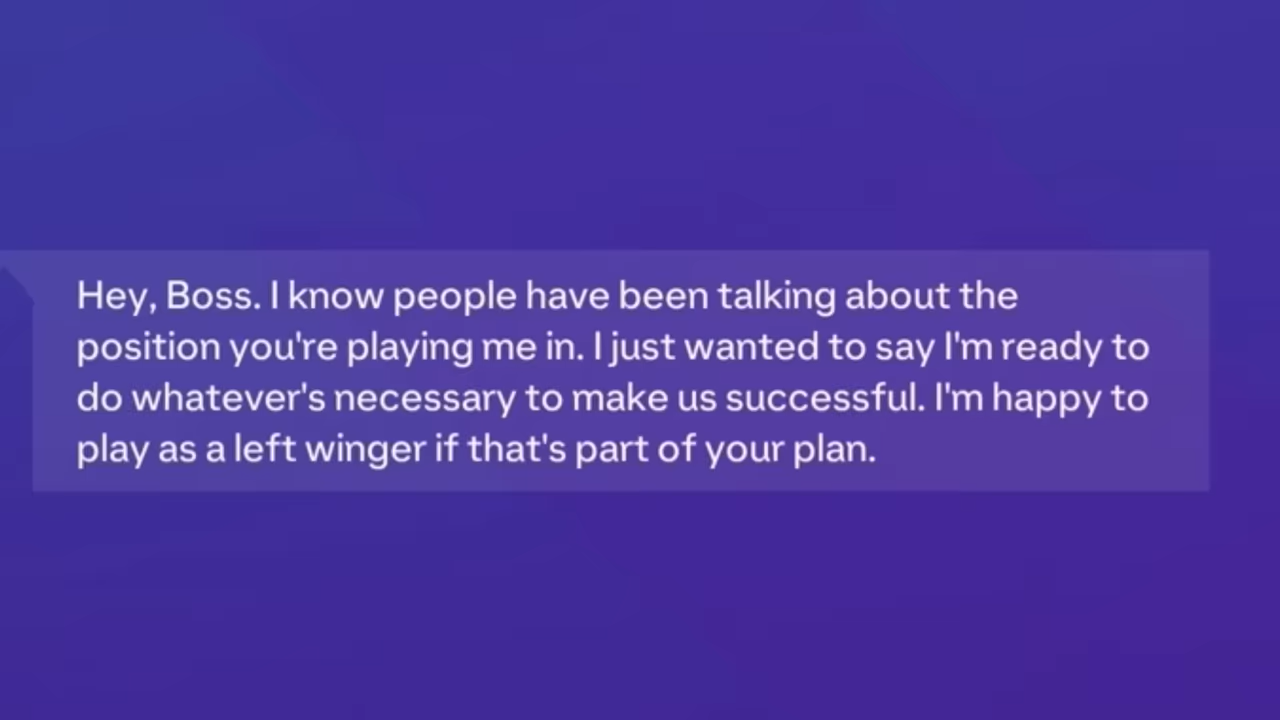 Hey, Boss. I know people have been talking about the
position you're playing me in. I just wanted to say I'm ready to
do whatever's necessary to make us successful. I'm happy to
play as a left winger if that's part of your plan.